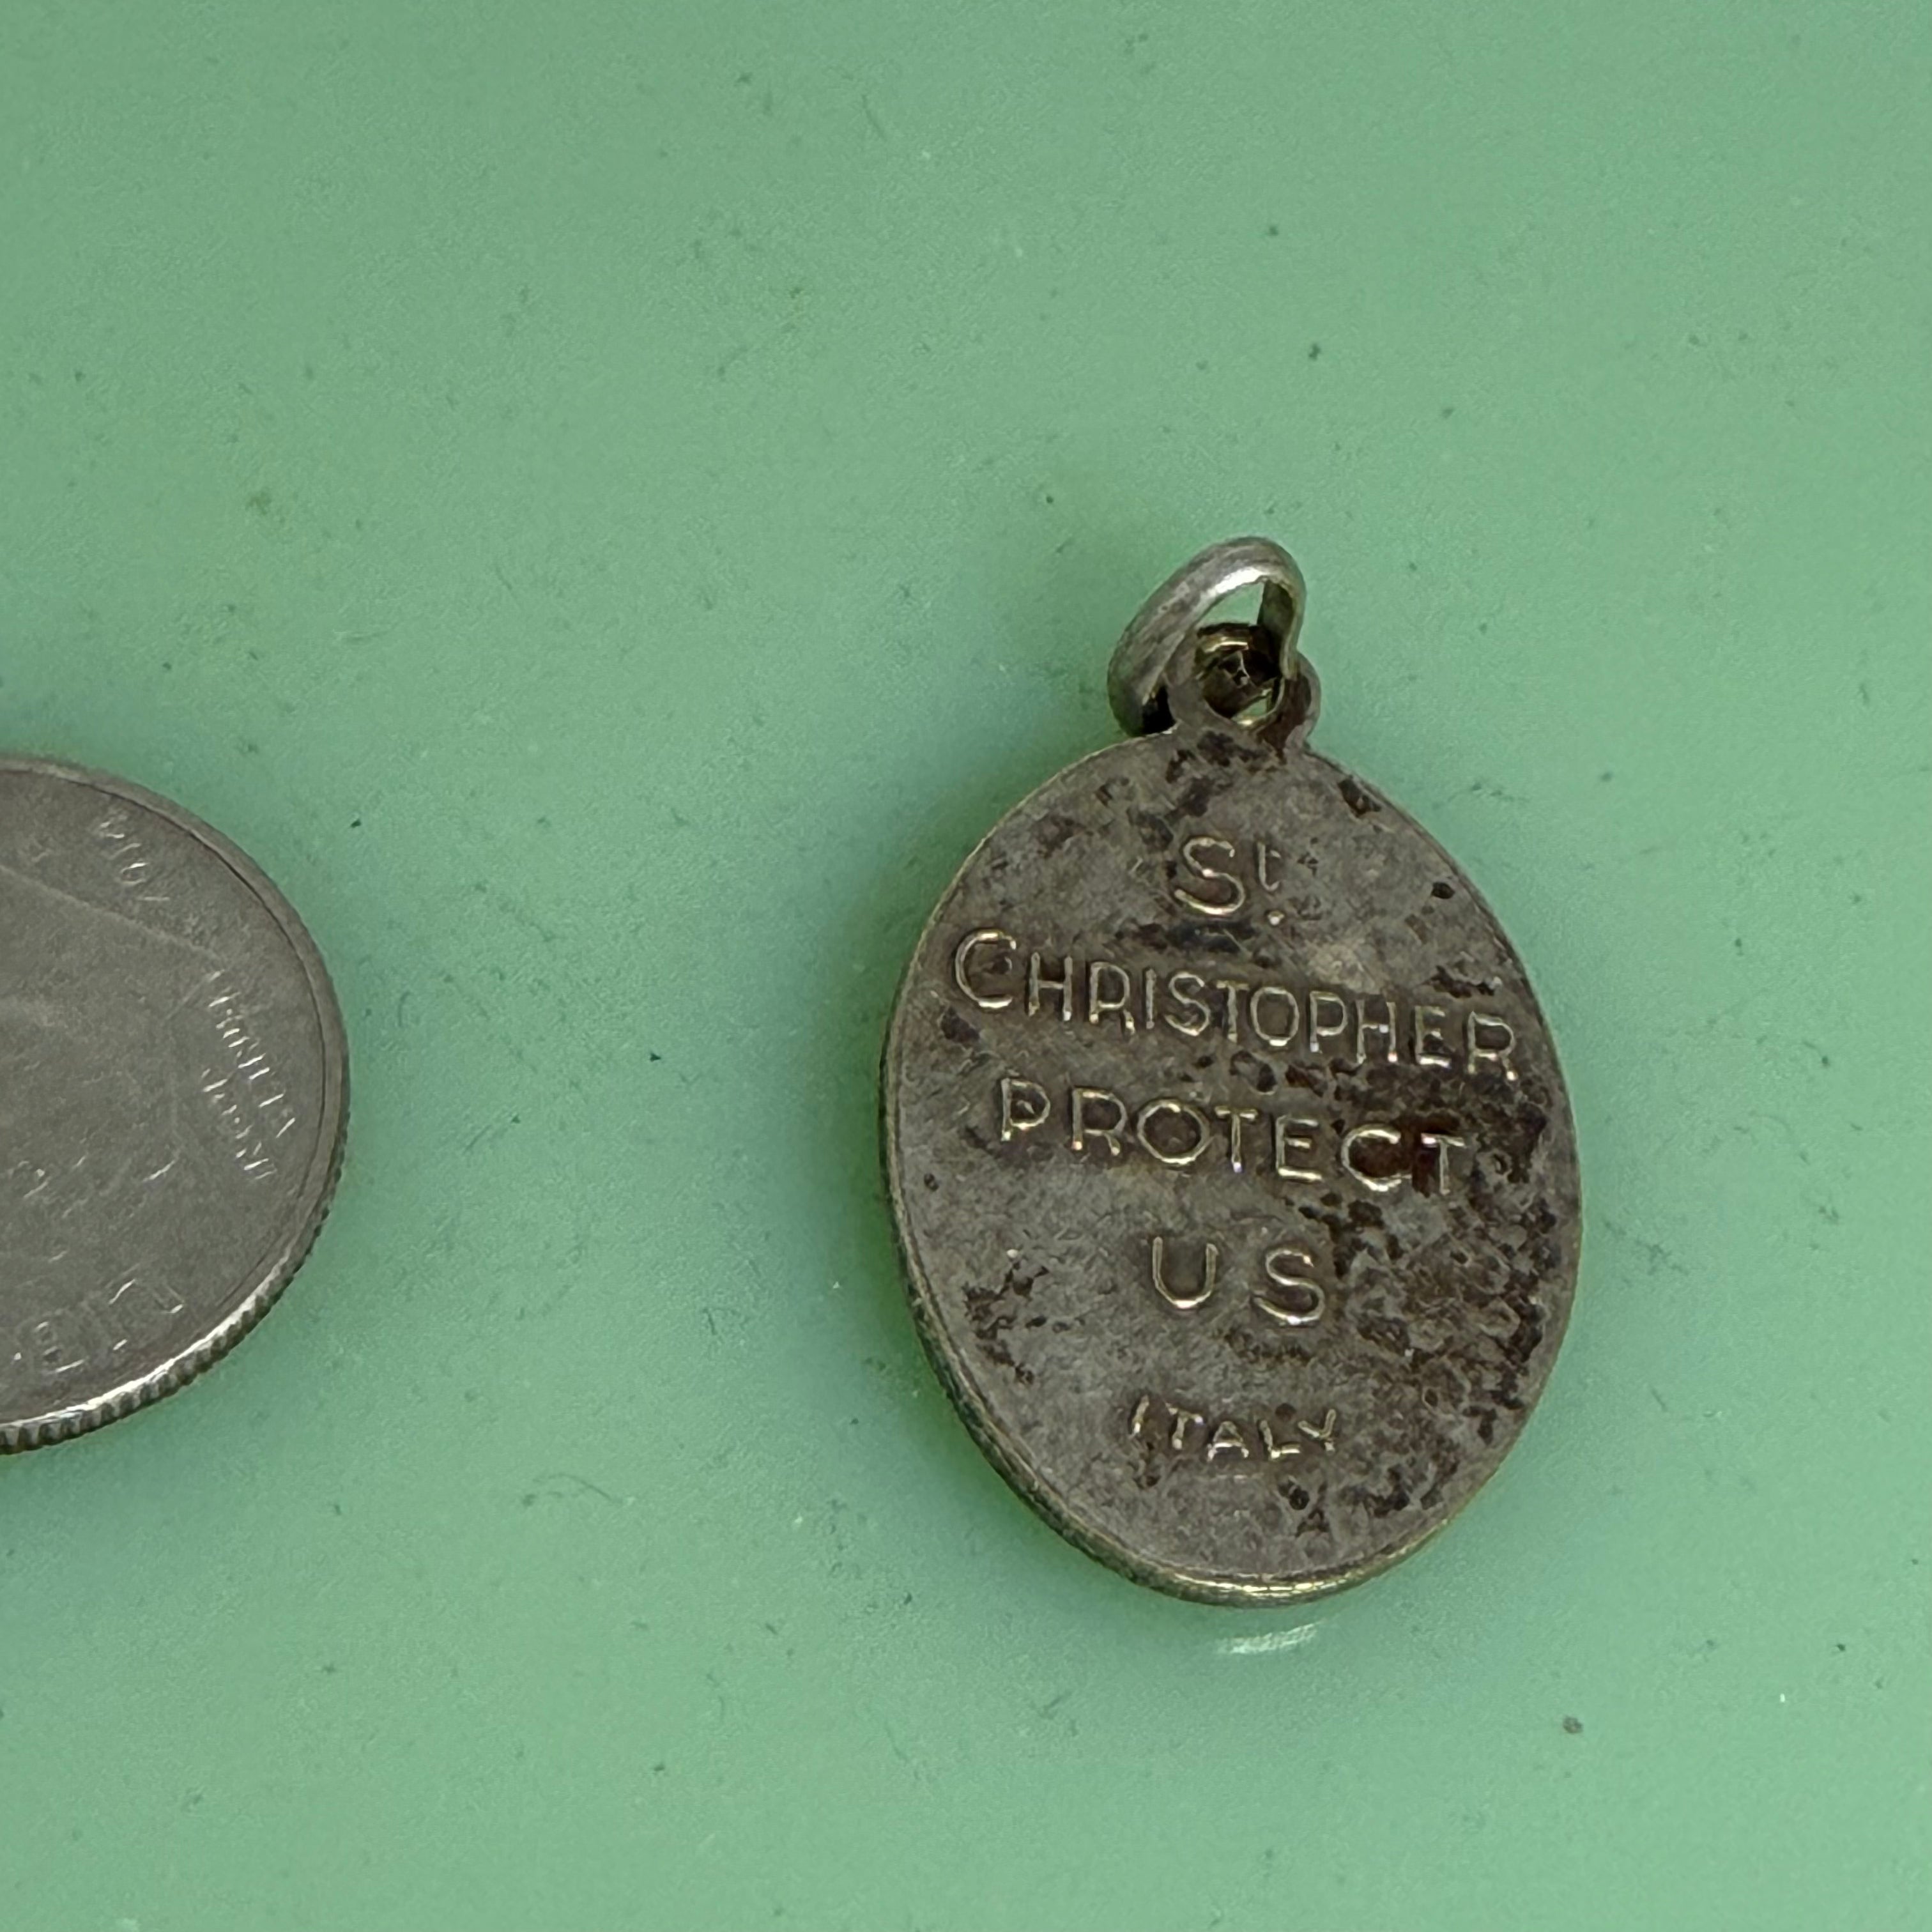 St.
CHRISTOPHER
PROTECT
US
ITALY